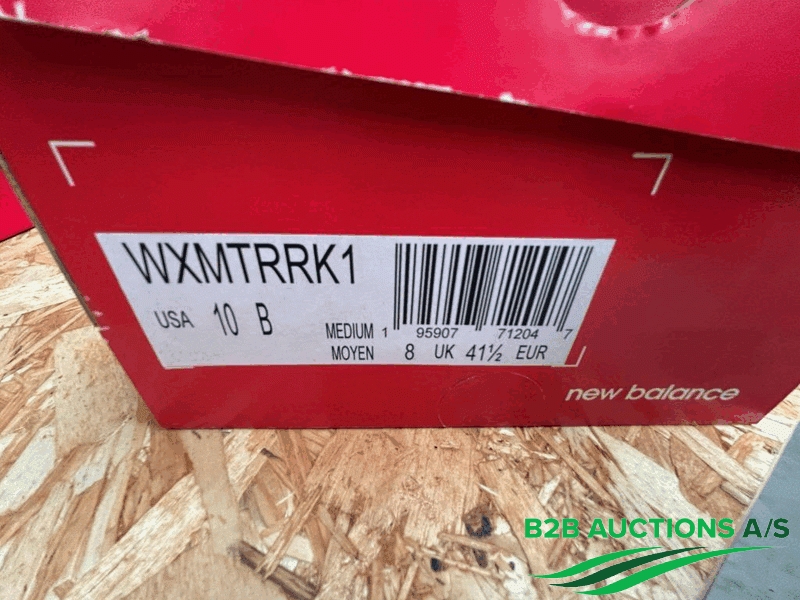 WXMTRRK1
USA 10 B
MEDIUM 1 95907 71204 7
MOYEN 8 UK 41½ EUR
new balance
B2B AUCTIONS A/S